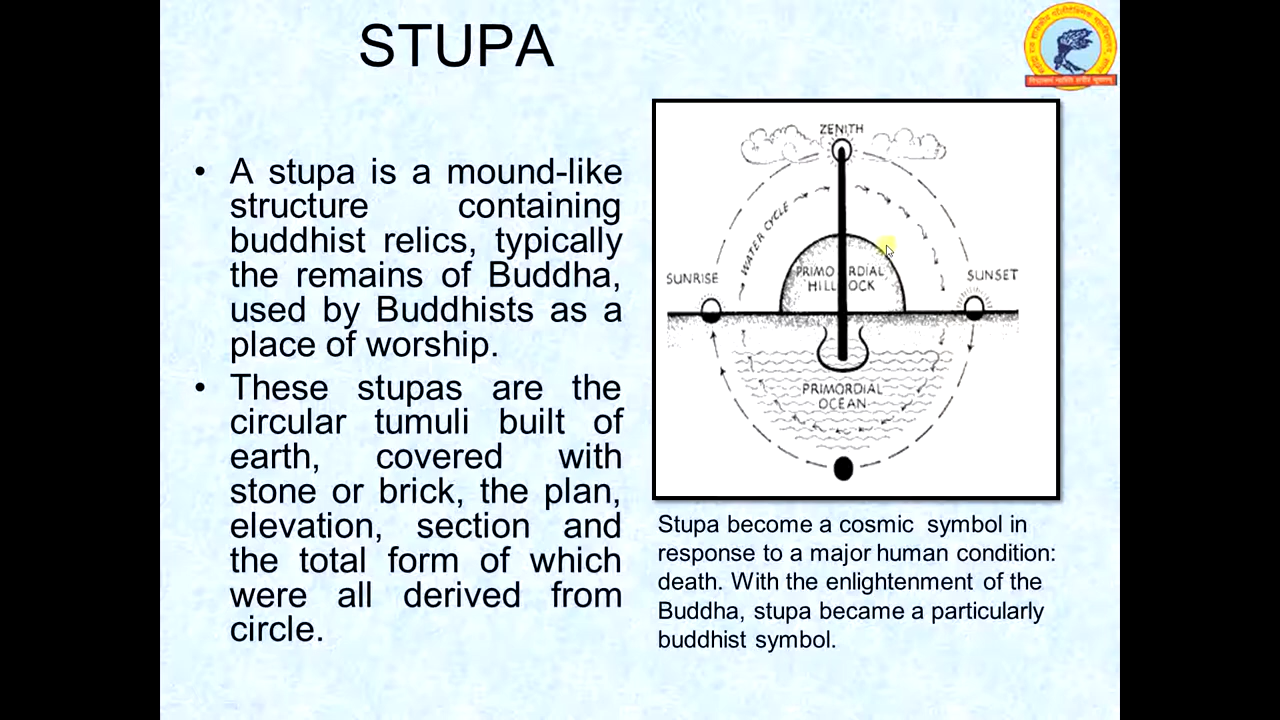 STUPA
• A stupa is a mound-like
structure containing
buddhist relics, typically
the remains of Buddha,
used by Buddhists as a
place of worship.
• These stupas are the
circular tumuli built of
earth, covered with
stone or brick, the plan,
elevation, section and
the total form of which
were all derived from
circle.
ZENITH
WATER CYCLE
SUNRISE
SUNSET
PRIMORDIAL
HILLOCK
PRIMORDIAL
OCEAN
Stupa become a cosmic symbol in
response to a major human condition:
death. With the enlightenment of the
Buddha, stupa became a particularly
buddhist symbol.